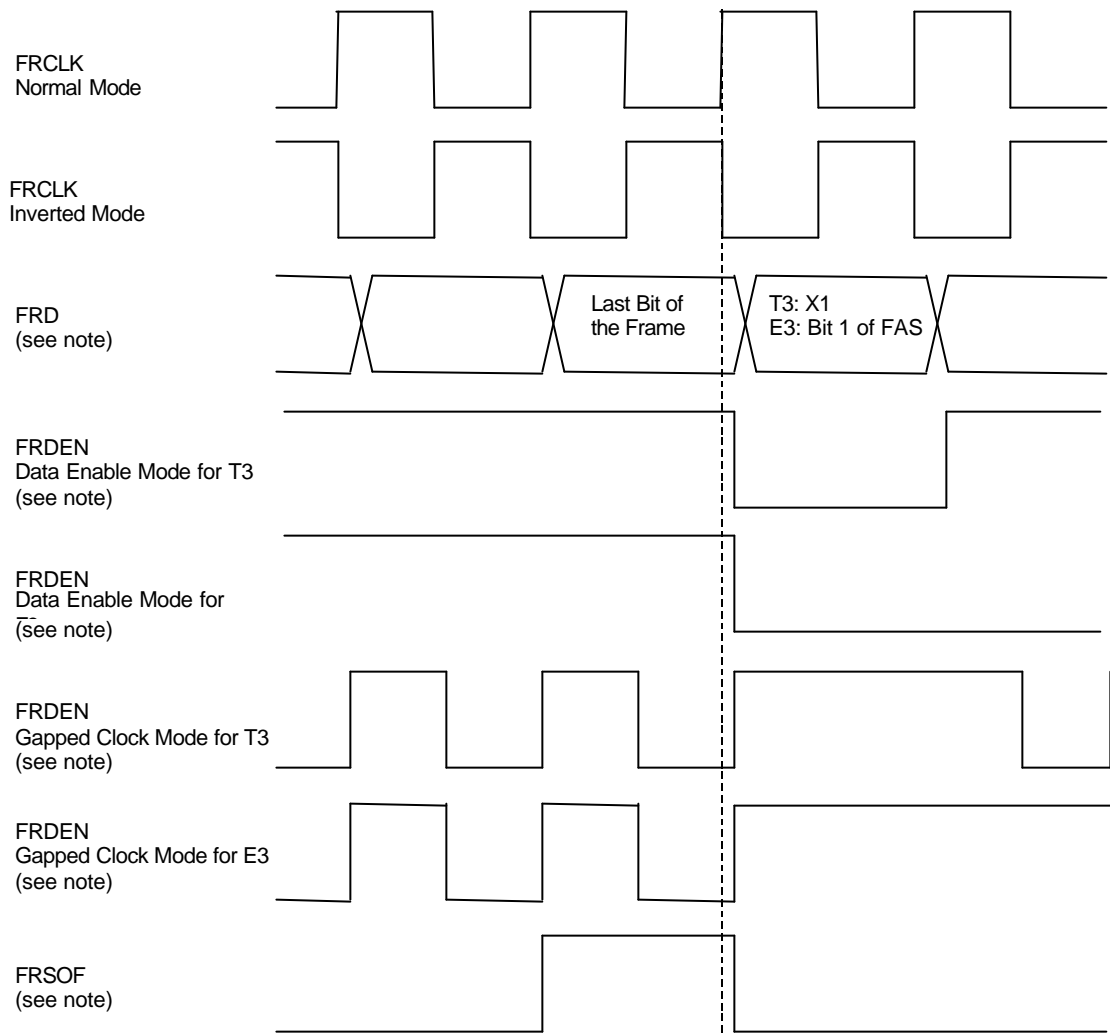 FRCLK
Normal Mode
FRCLK
Inverted Mode
FRD
(see note)
Last Bit of
the Frame
T3: X1
E3: Bit 1 of FAS
FRDEN
Data Enable Mode for T3
(see note)
FRDEN
Data Enable Mode for
(see note)
FRDEN
Gapped Clock Mode for T3
(see note)
FRDEN
Gapped Clock Mode for E3
(see note)
FRSOF
(see note)